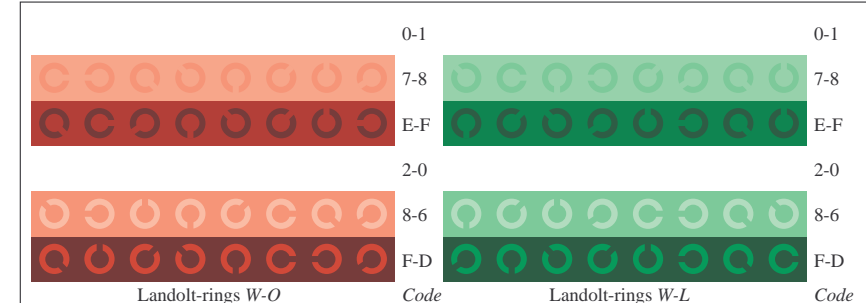 0-1 0-1
7-8 7-8
E-F E-F
2-0 2-0
8-6 8-6
F-D F-D
Landolt-rings W-O Code Landolt-rings W-L Code